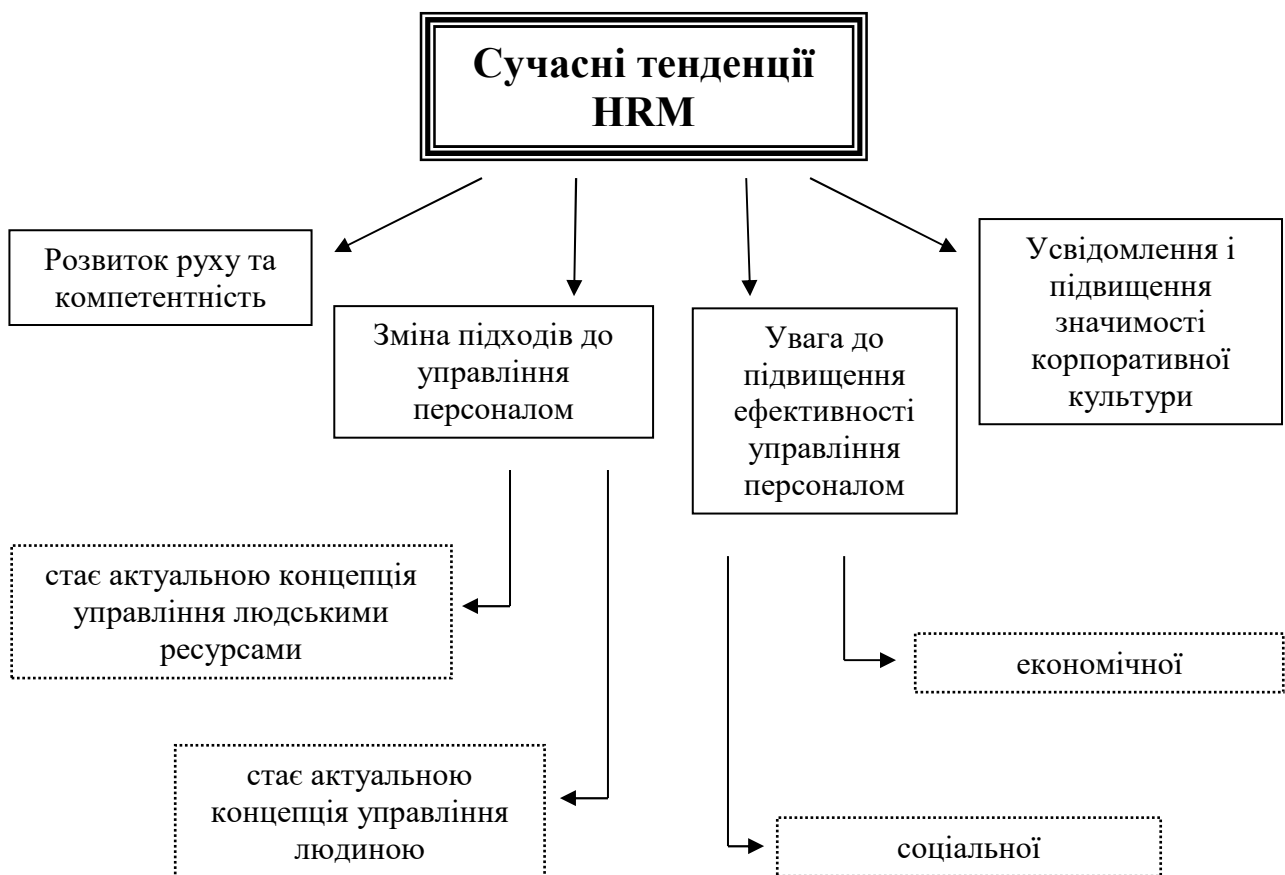 Сучасні тенденції
HRM
Розвиток руху та
компетентність
Зміна підходів до
управління
персоналом
Увага до
підвищення
ефективності
управління
персоналом
Усвідомлення і
підвищення
значимості
корпоративної
культури
стає актуальною концепція
управління людськими
ресурсами
економічної
стає актуальною
концепція управління
людиною
соціальної